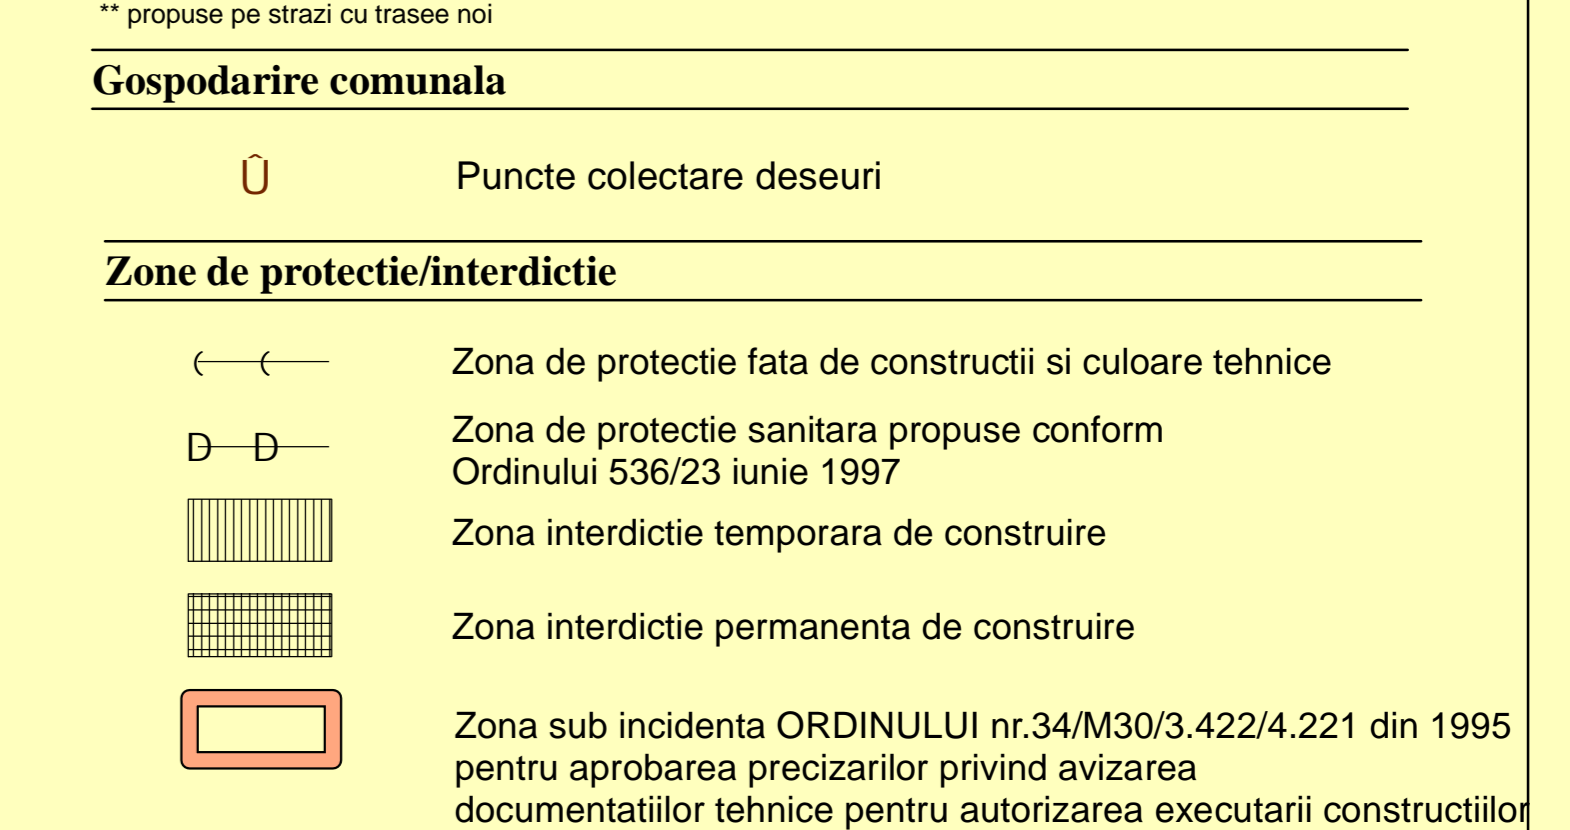 ** propuse pe strazi cu trasee noi
Gospodarire comunala
Û Puncte colectare deseuri
Zone de protectie/interdictie
Zona de protectie fata de constructii si culoare tehnice
D D Zona de protectie sanitara propuse conform
Ordinului 536/23 iunie 1997
Zona interdictie temporara de construire
Zona interdictie permanenta de construire
Zona sub incidenta ORDINULUI nr.34/M30/3.422/4.221 din 1995
pentru aprobarea precizarilor privind avizarea
documentatiilor tehnice pentru autorizarea executarii constructiilor